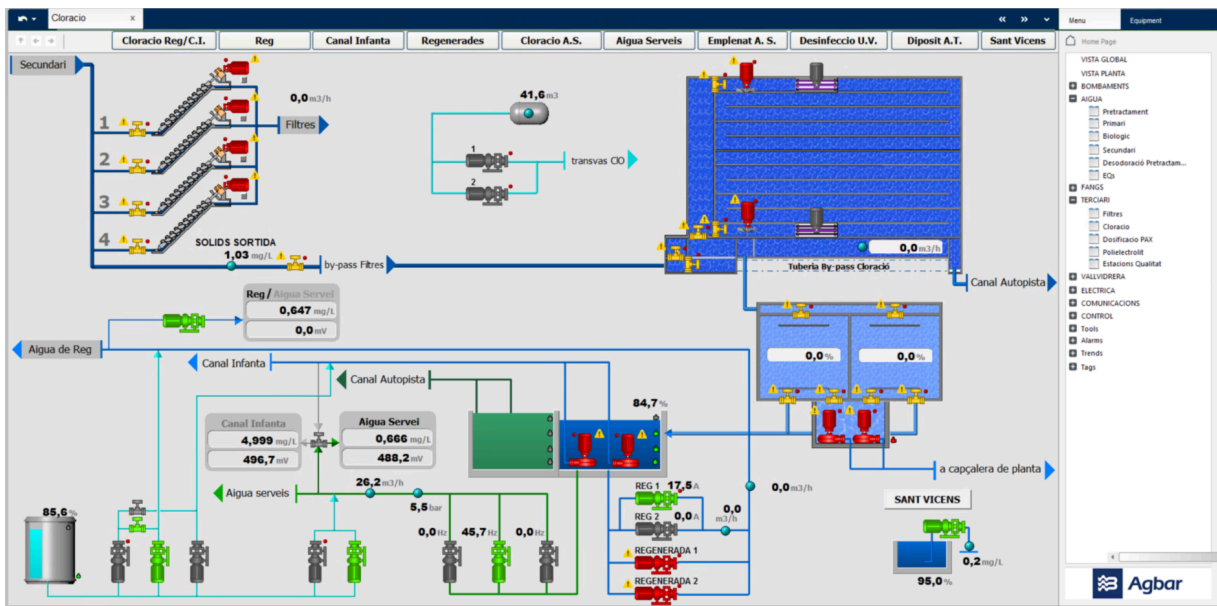 Cloracio x
Menu Equipment
Cloracio Reg/C.I. Reg Canal Infanta Regenerades Cloracio A.S. Aigua Serveis Emplenat A. S. Desinfeccio U.V. Diposit A.T. Sant Vicens
Home Page
VISTA GLOBAL
VISTA PLANTA
BOMBAMENTS
AIGUA
Pretractament
Primari
Biologic
Secundari
Desodoració Pretractam...
EQs
FANGS
TERCIARI
Filtres
Cloracio
Dosificacio PAX
Polielectrolit
Estacions Qualitat
VALLVIDRERA
ELECTRICA
COMUNICACIONS
CONTROL
Tools
Alarms
Trends
Tags
Agbar
Secundari
0,0 m3/h
Filtres
1
2
3
4
SOLIDS SORTIDA
1,03 mg/L
by-pass Filtres
41,6 m3
1
2
transvas ClO
0,0 m3/h
Tuberia By-pass Cloració
Canal Autopista
Reg / Aigua Servei
0,647 mg/L
0,0 mV
Aigua de Reg
Canal Infanta
Canal Autopista
0,0 %
0,0 %
84,7 %
Canal Infanta
4,999 mg/L
496,7 mV
Aigua Servei
0,666 mg/L
488,2 mV
a capçalera de planta
Aigua serveis
26,2 m3/h
5,5 bar
REG 1 17,5 A
REG 2 0,0 A
0,0 m3/h
0,0 m3/h
SANT VICENS
85,6 %
0,0 Hz
45,7 Hz
0,0 Hz
REGENERADA 1
REGENERADA 2
0,2 mg/L
95,0 %